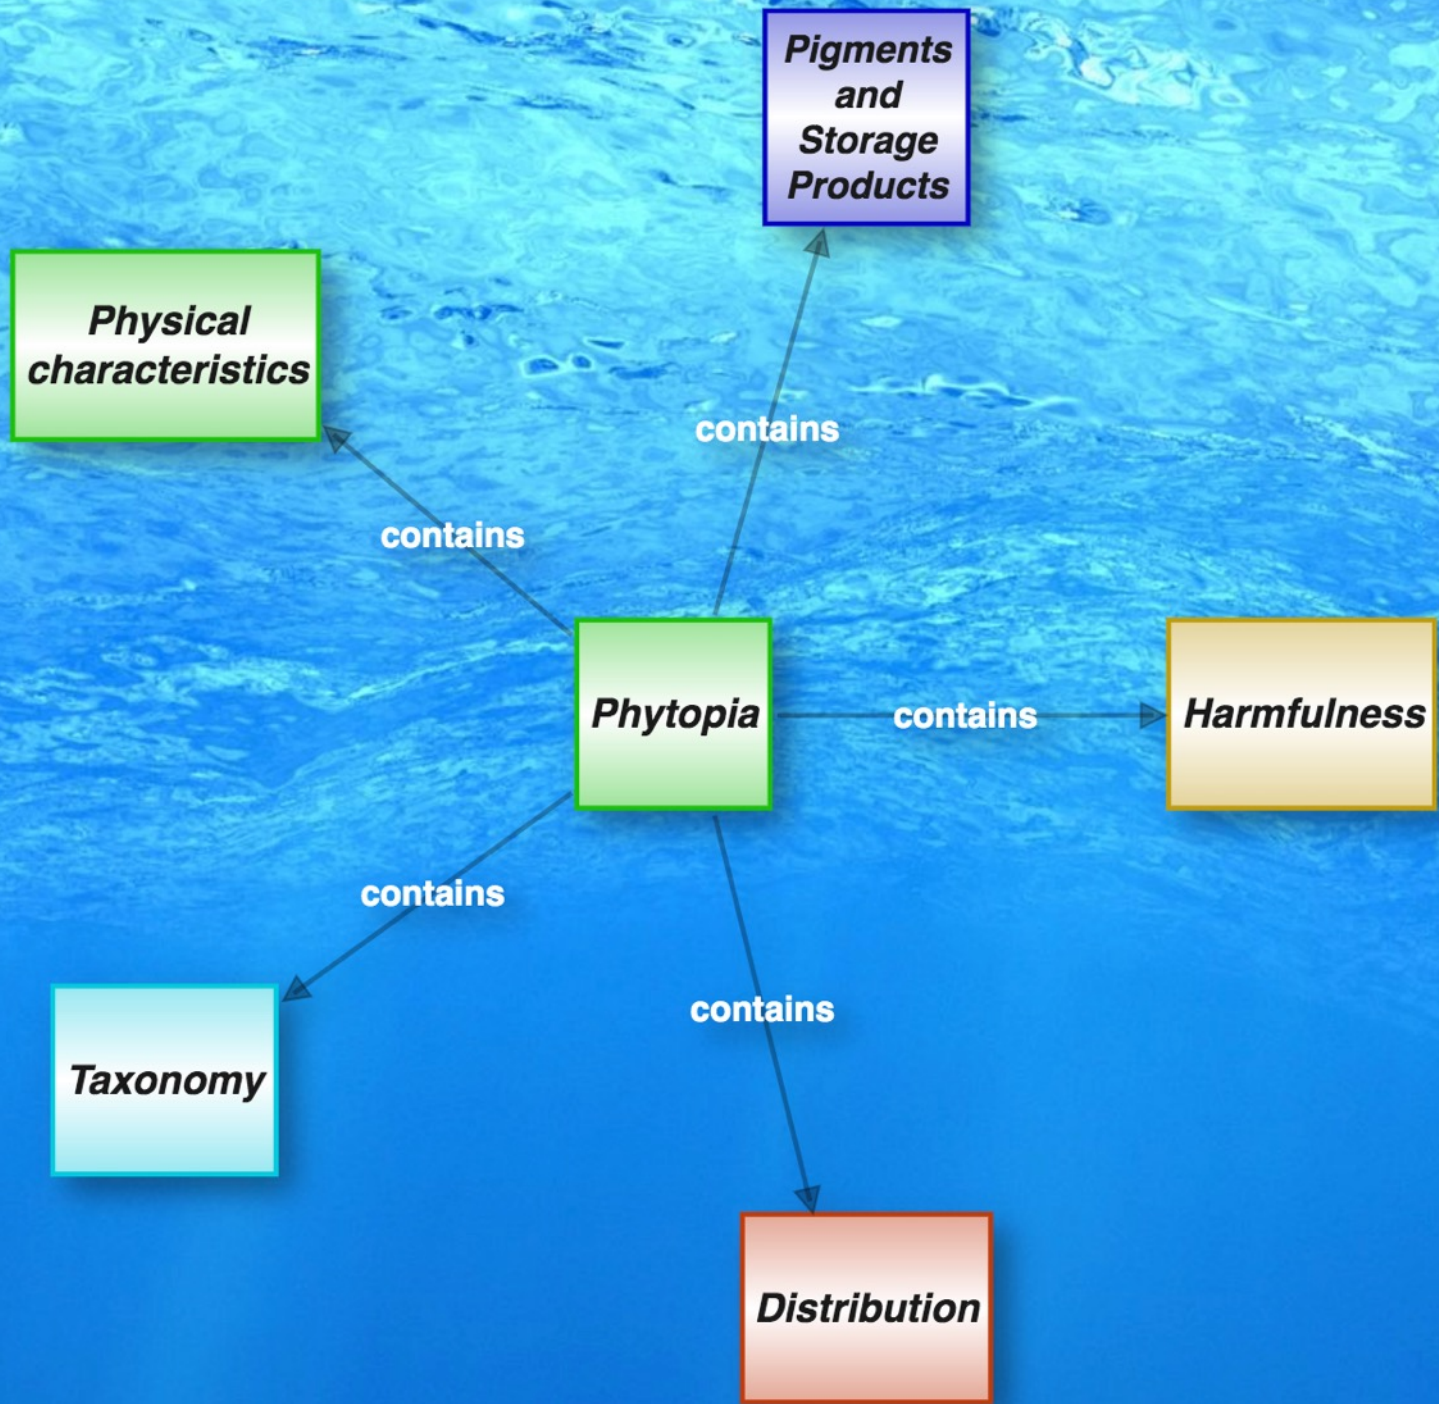 Pigments
and
Storage
Products
Physical
characteristics
contains
contains
Phytopia
contains
Harmfulness
contains
contains
Taxonomy
Distribution